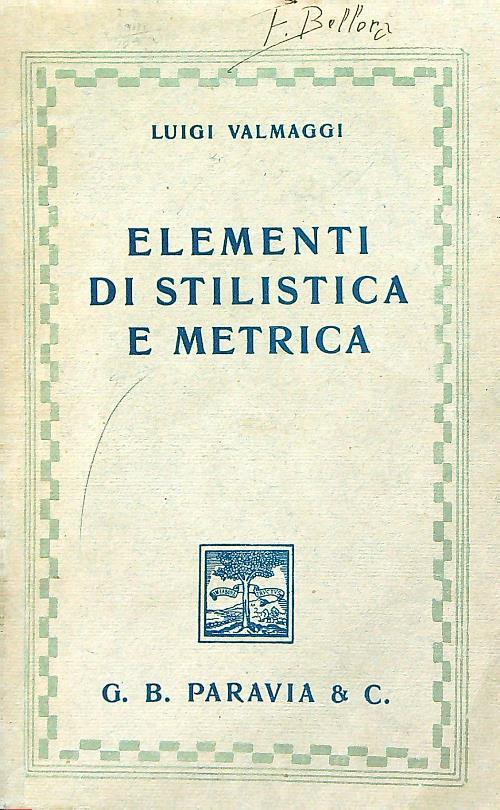 F. Bellora
LUIGI VALMAGGI
ELEMENTI
DI STILISTICA
E METRICA
G. B. PARAVIA & C.